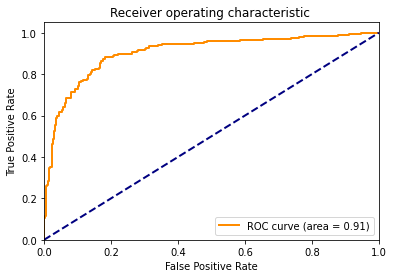 Receiver operating characteristic
True Positive Rate
1.0
0.8
0.6
0.4
0.2
0.0
ROC curve (area = 0.91)
0.0 0.2 0.4 0.6 0.8 1.0
False Positive Rate